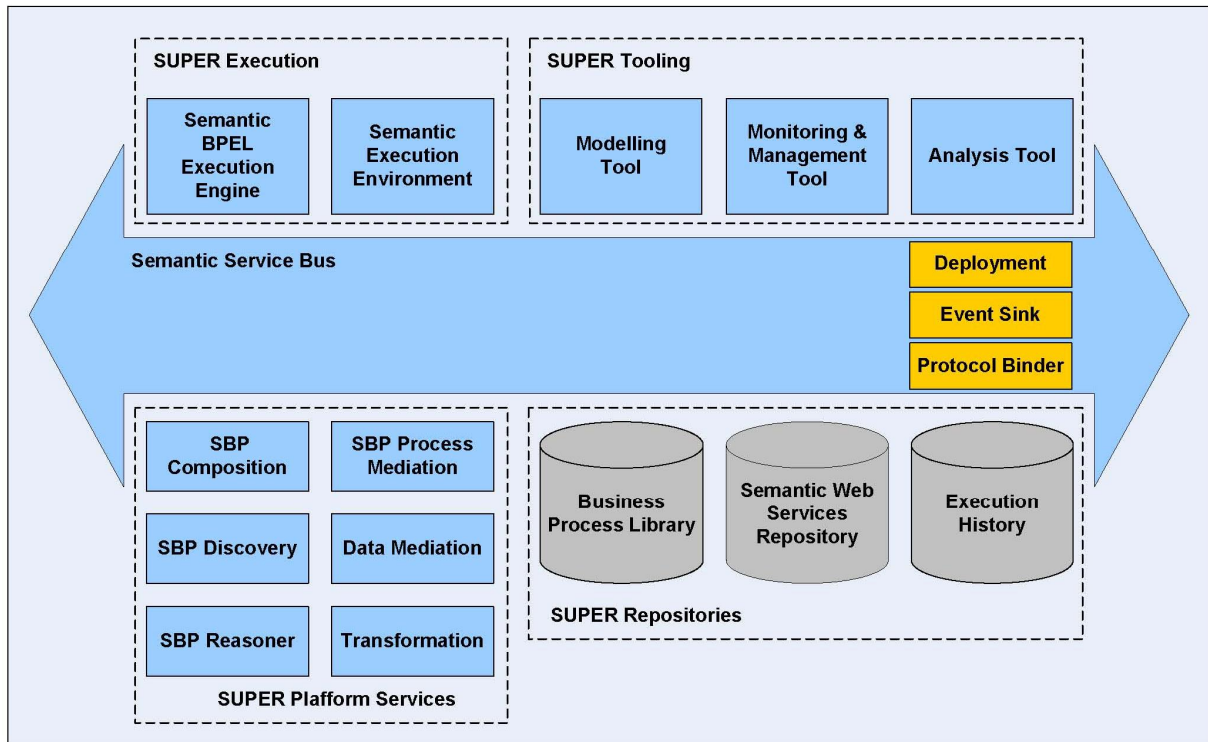 SUPER Execution
Semantic
BPEL
Execution
Engine
Semantic
Execution
Environment
SUPER Tooling
Modelling
Tool
Monitoring &
Management
Tool
Analysis Tool
Semantic Service Bus
Deployment
Event Sink
Protocol Binder
SBP
Composition
SBP Process
Mediation
SBP Discovery
Data Mediation
SBP Reasoner
Transformation
SUPER Plafform Services
Business
Process Library
Semantic Web
Services
Repository
Execution
History
SUPER Repositories